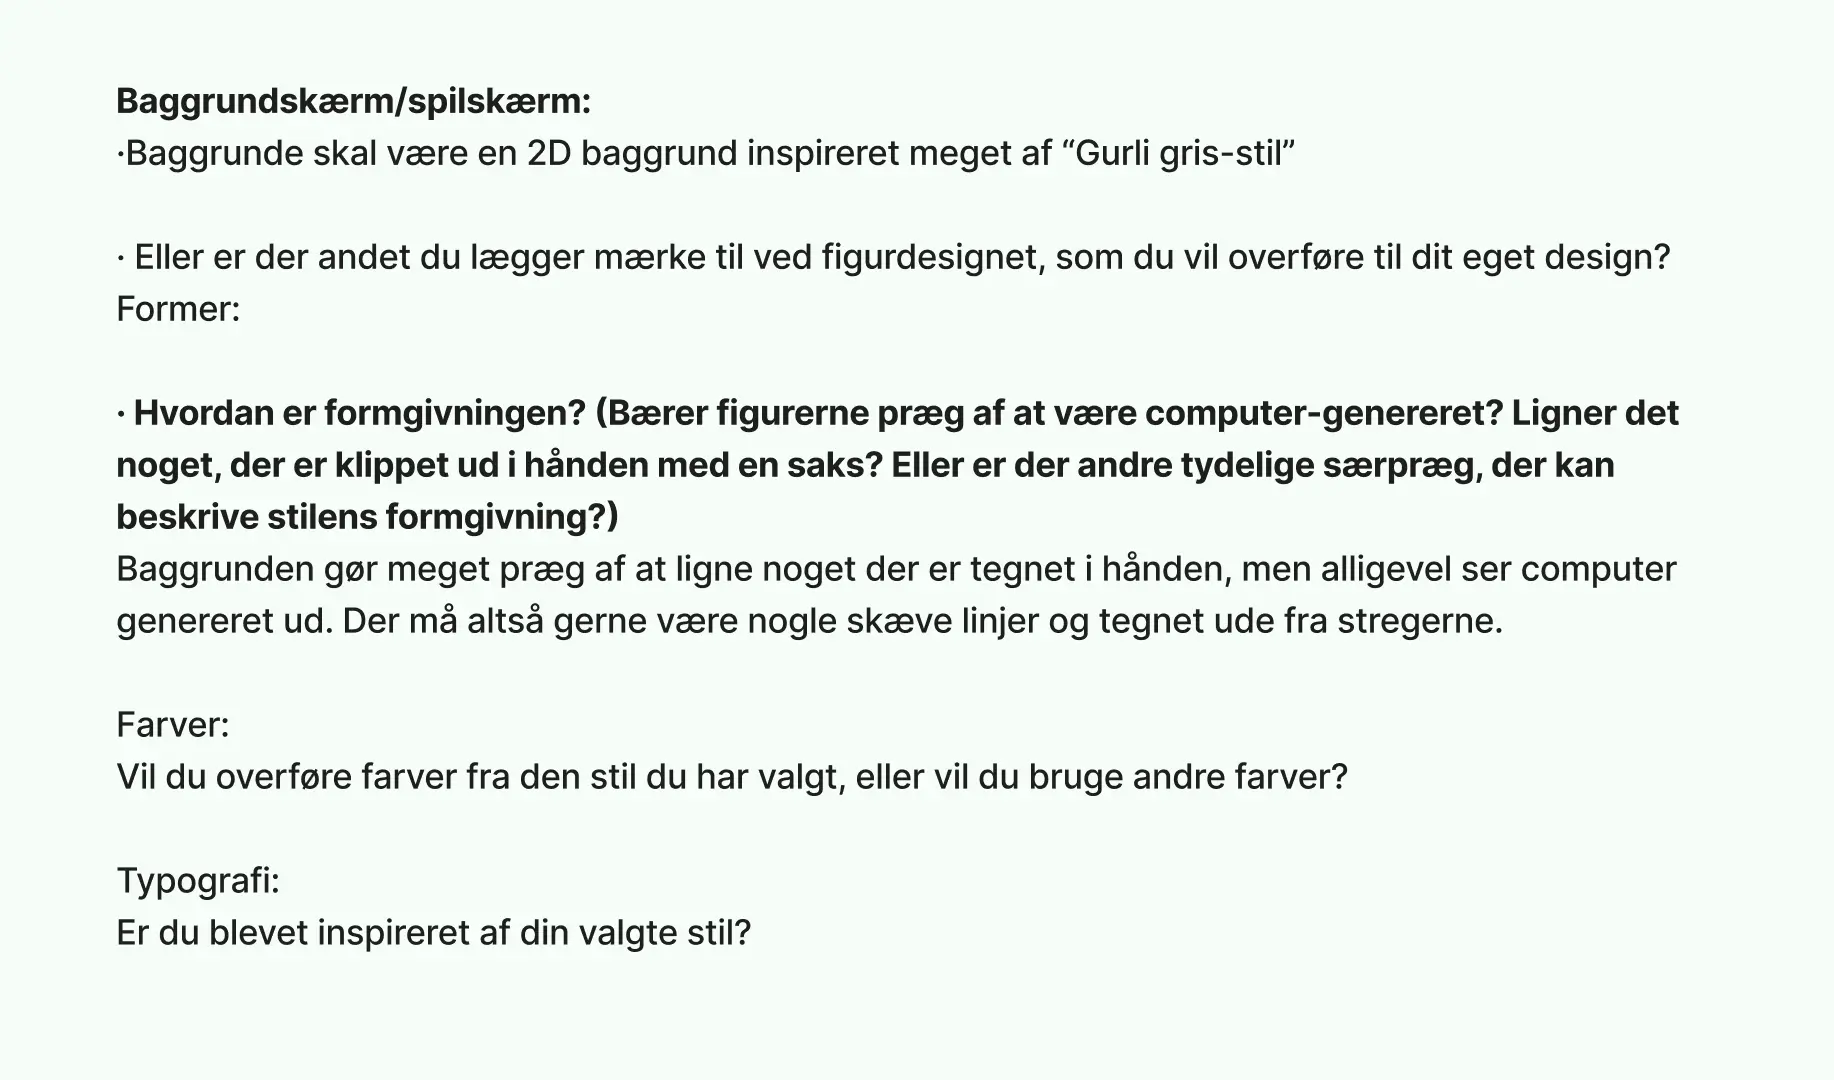 Baggrundskærm/spilskærm:
·Baggrunde skal være en 2D baggrund inspireret meget af “Gurli gris-stil”
· Eller er der andet du lægger mærke til ved figurdesignet, som du vil overføre til dit eget design?
Former:
· Hvordan er formgivningen? (Bærer figurerne præg af at være computer-genereret? Ligner det
noget, der er klippet ud i hånden med en saks? Eller er der andre tydelige særpræg, der kan
beskrive stilens formgivning?)
Baggrunden gør meget præg af at ligne noget der er tegnet i hånden, men alligevel ser computer
genereret ud. Der må altså gerne være nogle skæve linjer og tegnet ude fra stregerne.
Farver:
Vil du overføre farver fra den stil du har valgt, eller vil du bruge andre farver?
Typografi:
Er du blevet inspireret af din valgte stil?